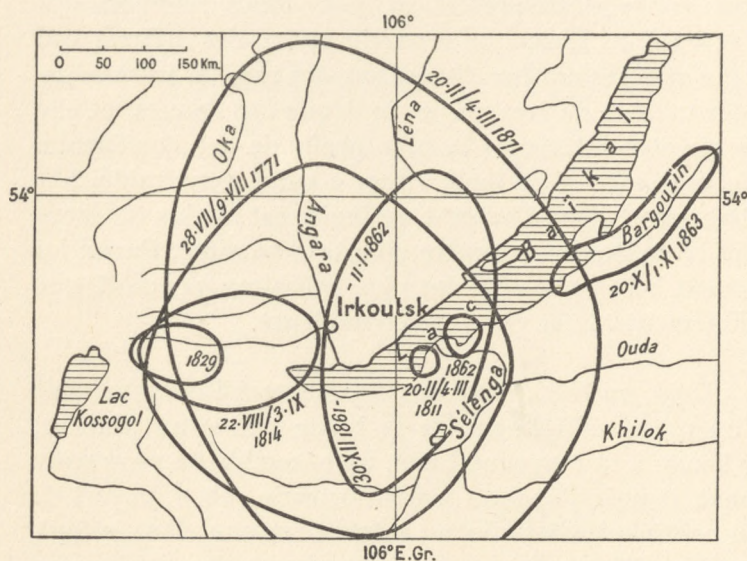 106°
0 50 100 150 Km.
20·II/4·III 1871
Oka
Léna
Baïkal
54°
54°
28·VII/9·VIII 1771
Angara
11·I·1862
Bargouzin
20·X/1·XI 1863
Irkoutsk
c
a
1829
1862
Ouda
Lac
Kossogol
20·II/4·III
1811
22·VIII/3·IX
1814
30·XII 1861-
Sélenga
Khilok
106°E.Gr.